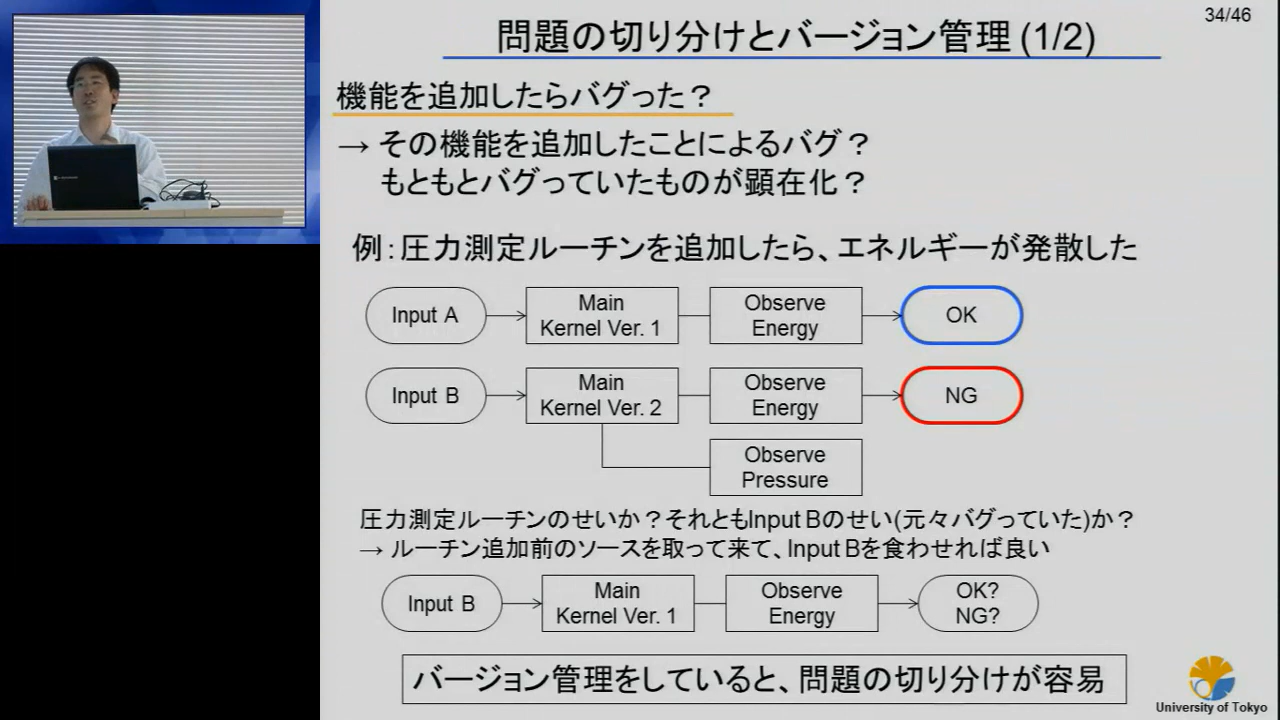 34/46
問題の切り分けとバージョン管理 (1/2)
機能を追加したらバグった?
→ その機能を追加したことによるバグ?
もともとバグっていたものが顕在化?
例:圧力測定ルーチンを追加したら、エネルギーが発散した
Input A
Main
Kernel Ver. 1
Observe
Energy
OK
Input B
Main
Kernel Ver. 2
Observe
Energy
NG
Observe
Pressure
圧力測定ルーチンのせいか?それともInput Bのせい(元々バグっていた)か?
→ ルーチン追加前のソースを取って来て、Input Bを食わせれば良い
Input B
Main
Kernel Ver. 1
Observe
Energy
OK?
NG?
バージョン管理をしていると、問題の切り分けが容易
University of Tokyo